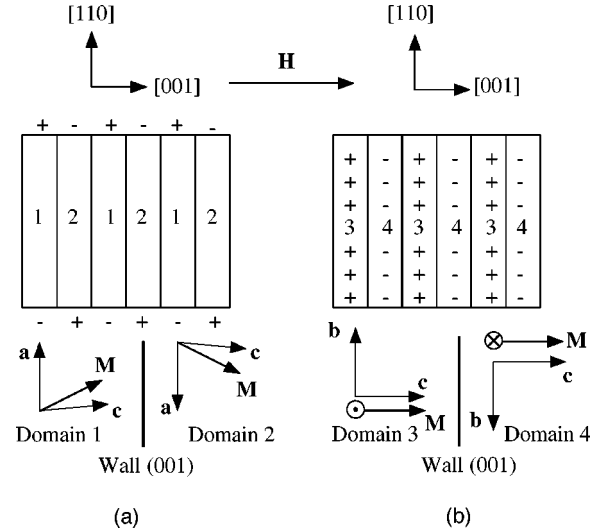 [110]
[001]
H
[110]
[001]
+ - + - + -
1 2 1 2 1 2
- + - + - +
+ - + - + -
+ - + - + -
+ - + - + -
3 4 3 4 3 4
+ - + - + -
+ - + - + -
+ - + - + -
a
M
c
Domain 1
c
M
a
Domain 2
Wall (001)
b
c
M
Domain 3
M
c
b
Domain 4
Wall (001)
(a)
(b)